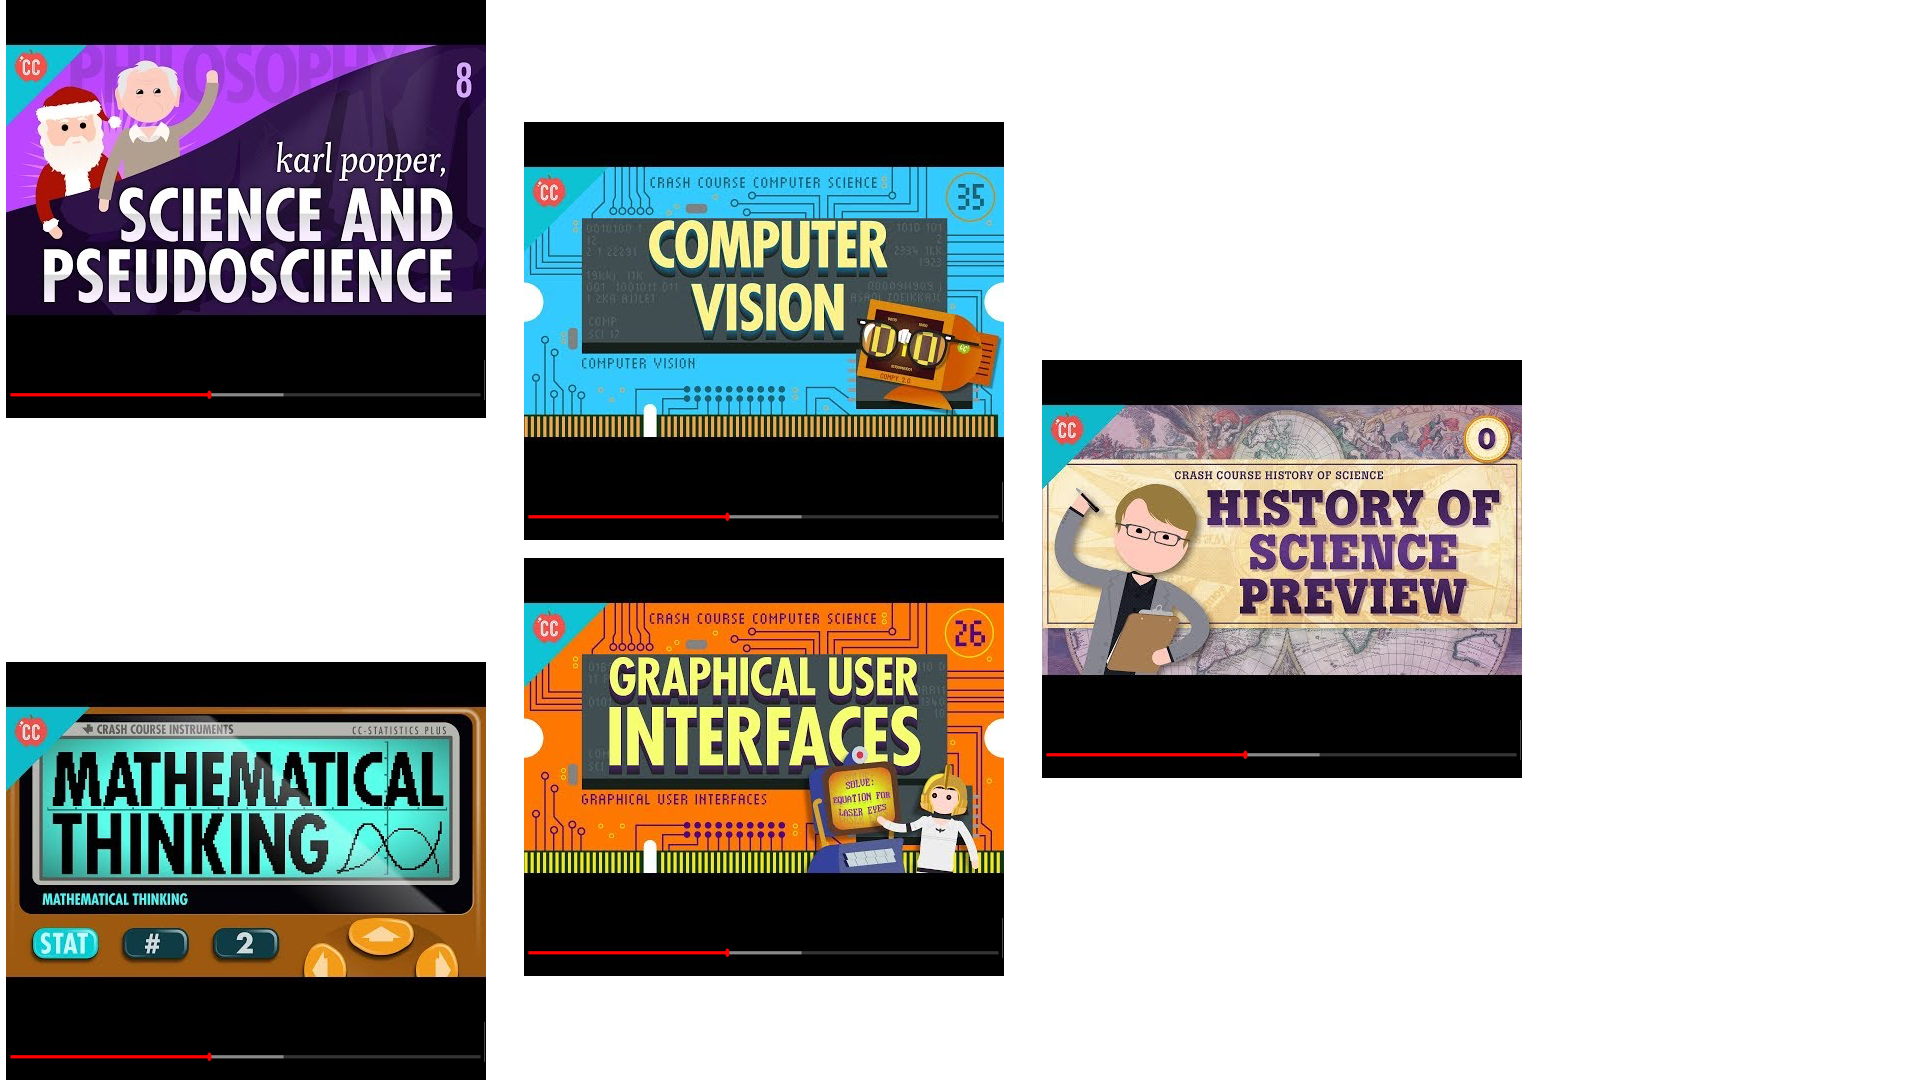 CC
PHILOSOPHY
8
karl popper,
SCIENCE AND
PSEUDOSCIENCE
CC
CRASH COURSE COMPUTER SCIENCE
35
COMPUTER
VISION
COMPY 2.0
COMPUTER VISION
CC
CRASH COURSE HISTORY OF SCIENCE
0
HISTORY OF
SCIENCE
PREVIEW
CC
CRASH COURSE INSTRUMENTS
CC-STATISTICS PLUS
MATHEMATICAL
THINKING
MATHEMATICAL THINKING
STAT
#
2
CC
CRASH COURSE COMPUTER SCIENCE
26
GRAPHICAL USER
INTERFACES
GRAPHICAL USER INTERFACES
SOLVE:
EQUATION FOR
LASER EYES